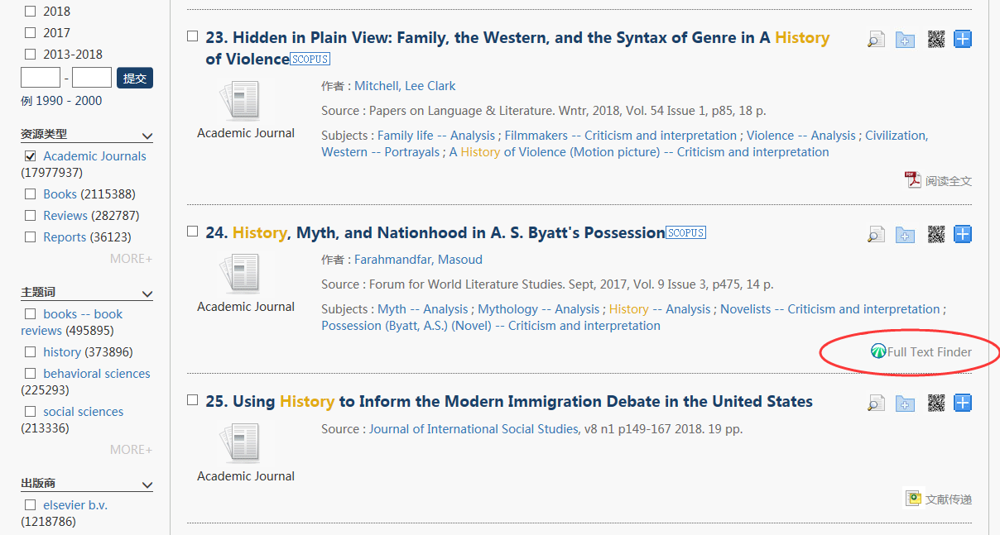 2018
2017
2013-2018
- 提交
例 1990 - 2000
资源类型
Academic Journals
(17977937)
Books (2115388)
Reviews (282787)
Reports (36123)
MORE+
主题词
books -- book
reviews (495895)
history (373896)
behavioral sciences
(225293)
social sciences
(213336)
MORE+
出版商
elsevier b.v.
(1218786)
23. Hidden in Plain View: Family, the Western, and the Syntax of Genre in A History
of Violence SCOPUS
Academic Journal
作者 : Mitchell, Lee Clark
Source : Papers on Language & Literature. Wntr, 2018, Vol. 54 Issue 1, p85, 18 p.
Subjects : Family life -- Analysis ; Filmmakers -- Criticism and interpretation ; Violence -- Analysis ; Civilization,
Western -- Portrayals ; A History of Violence (Motion picture) -- Criticism and interpretation
PDF 阅读全文
24. History, Myth, and Nationhood in A. S. Byatt's Possession SCOPUS
Academic Journal
作者 : Farahmandfar, Masoud
Source : Forum for World Literature Studies. Sept, 2017, Vol. 9 Issue 3, p475, 14 p.
Subjects : Myth -- Analysis ; Mythology -- Analysis ; History -- Analysis ; Novelists -- Criticism and interpretation ;
Possession (Byatt, A.S.) (Novel) -- Criticism and interpretation
Full Text Finder
25. Using History to Inform the Modern Immigration Debate in the United States
Academic Journal
Source : Journal of International Social Studies, v8 n1 p149-167 2018. 19 pp.
文献传递